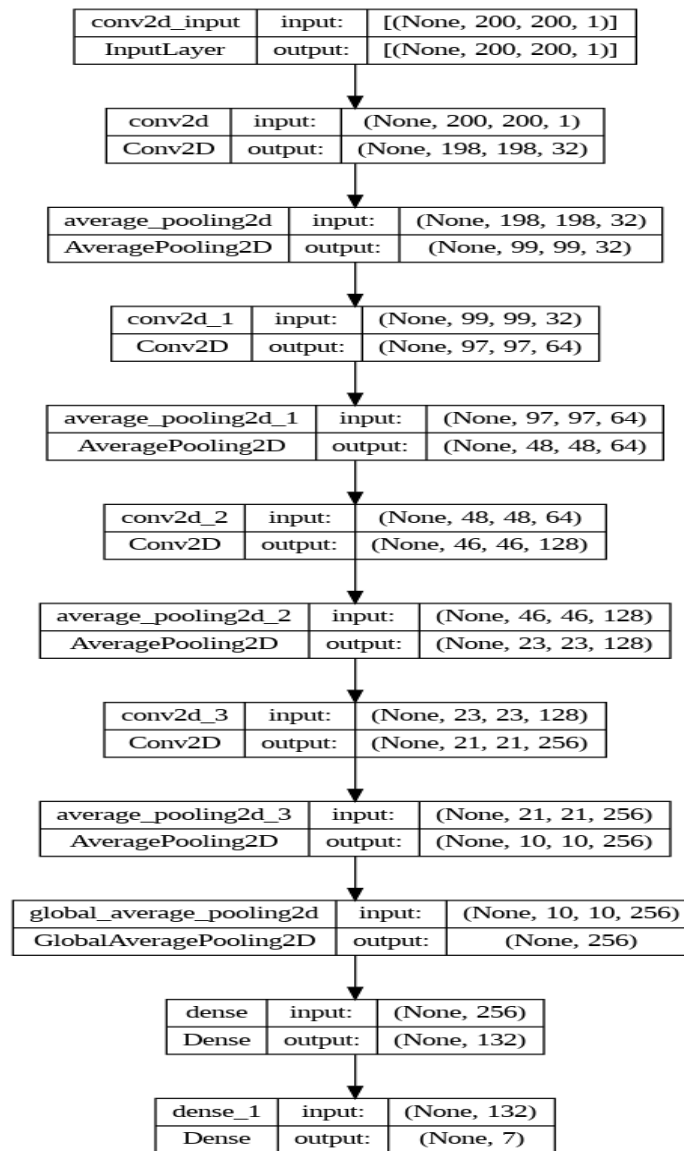 conv2d_input input: [(None, 200, 200, 1)]
InputLayer output: [(None, 200, 200, 1)]
conv2d input: (None, 200, 200, 1)
Conv2D output: (None, 198, 198, 32)
average_pooling2d input: (None, 198, 198, 32)
AveragePooling2D output: (None, 99, 99, 32)
conv2d_1 input: (None, 99, 99, 32)
Conv2D output: (None, 97, 97, 64)
average_pooling2d_1 input: (None, 97, 97, 64)
AveragePooling2D output: (None, 48, 48, 64)
conv2d_2 input: (None, 48, 48, 64)
Conv2D output: (None, 46, 46, 128)
average_pooling2d_2 input: (None, 46, 46, 128)
AveragePooling2D output: (None, 23, 23, 128)
conv2d_3 input: (None, 23, 23, 128)
Conv2D output: (None, 21, 21, 256)
average_pooling2d_3 input: (None, 21, 21, 256)
AveragePooling2D output: (None, 10, 10, 256)
global_average_pooling2d input: (None, 10, 10, 256)
GlobalAveragePooling2D output: (None, 256)
dense input: (None, 256)
Dense output: (None, 132)
dense_1 input: (None, 132)
Dense output: (None, 7)